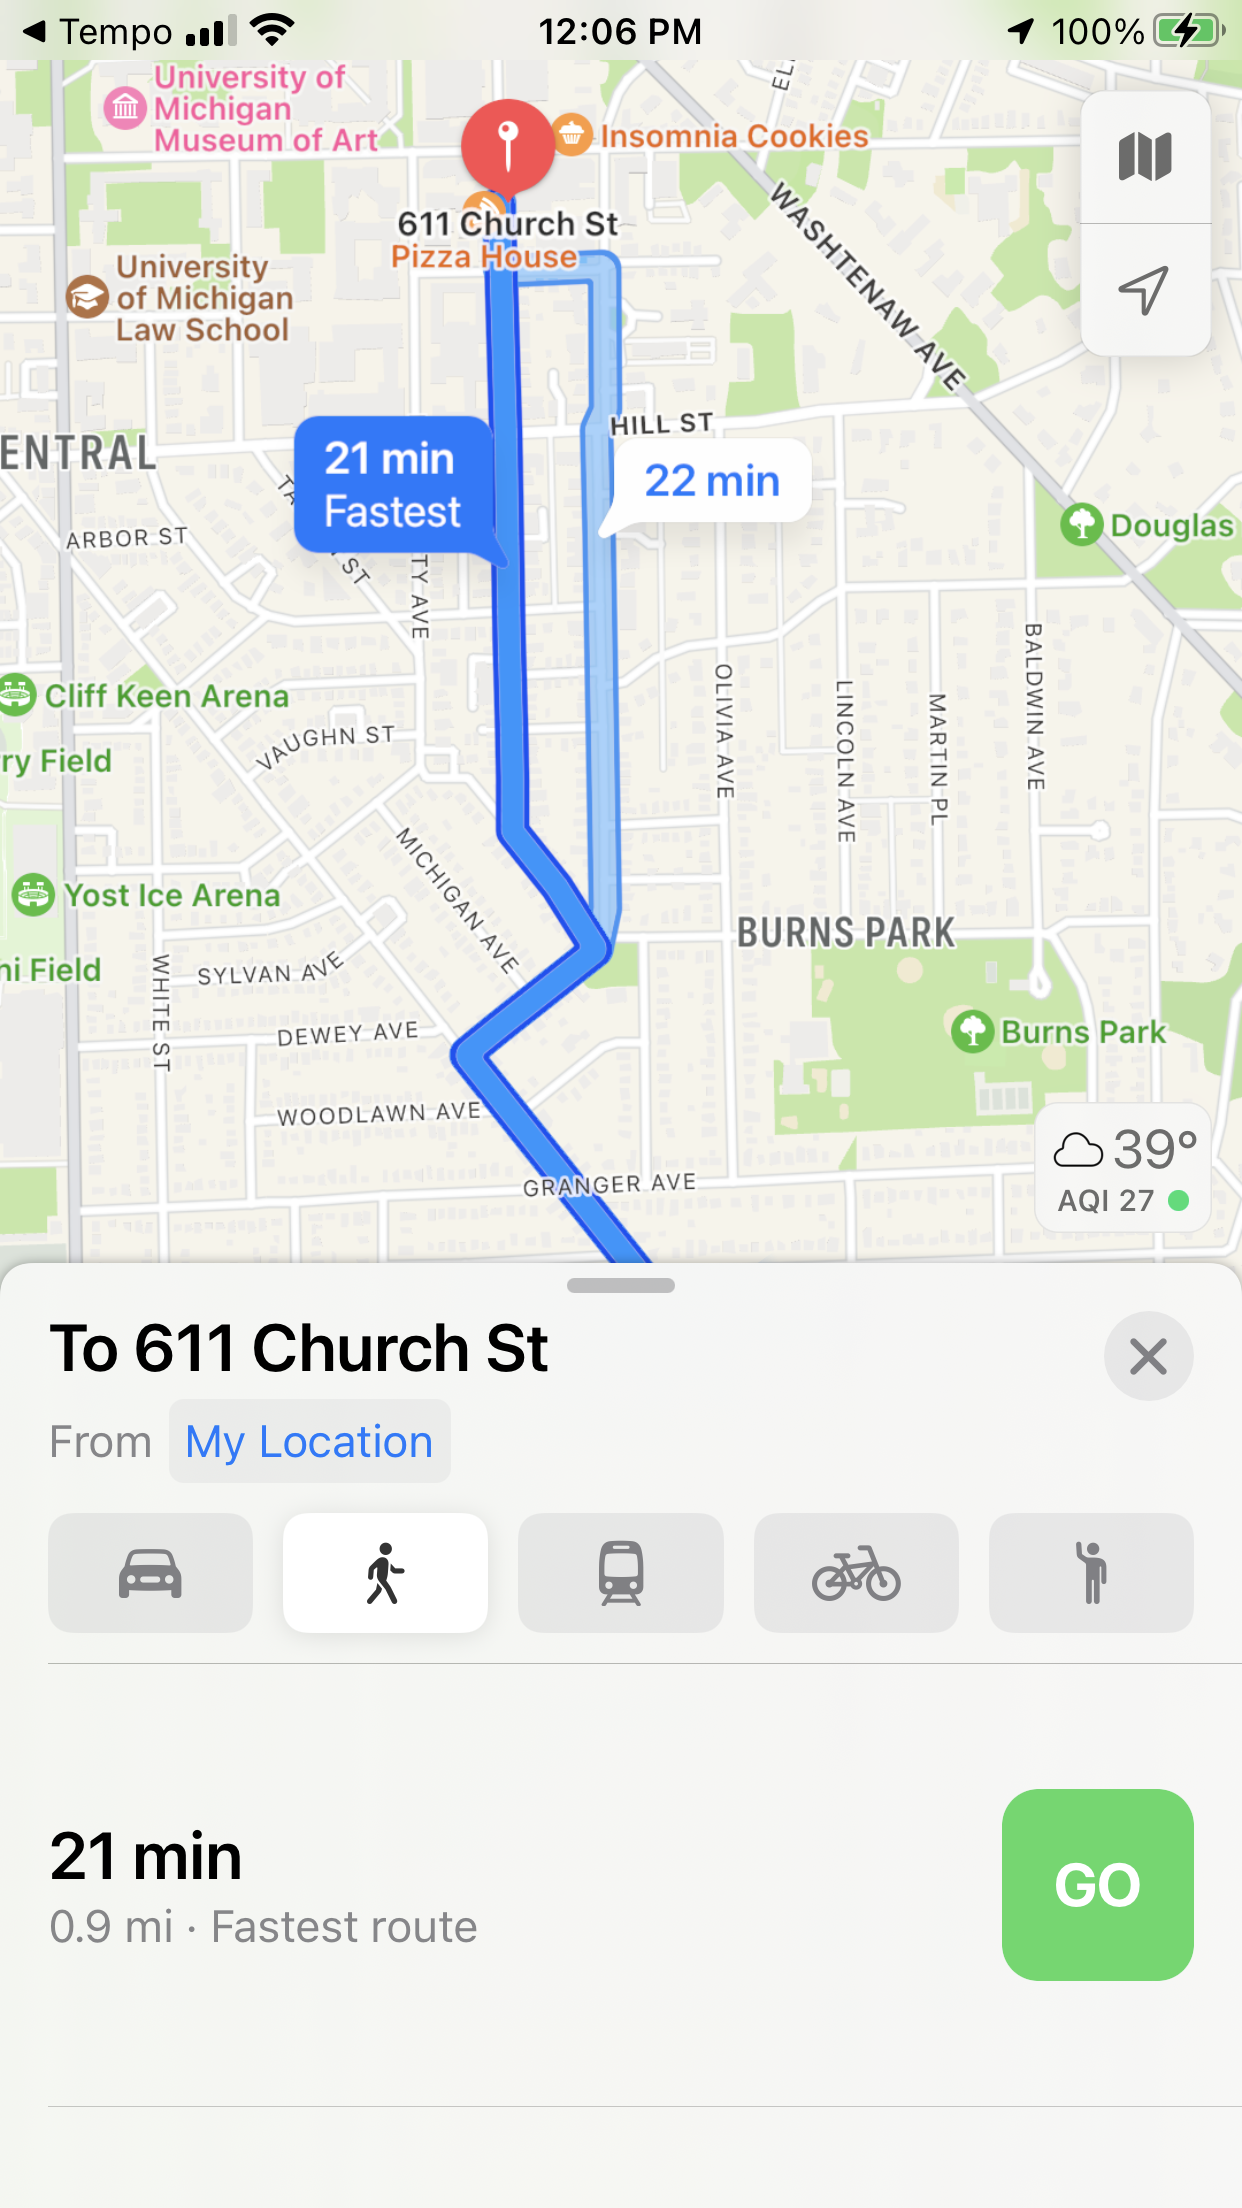 Tempo
12:06 PM
100%
University of
Michigan
Museum of Art
Insomnia Cookies
EL
611 Church St
Pizza House
WASHTENAW AVE
University
of Michigan
Law School
HILL ST
ENTRAL
21 min
Fastest
22 min
TA
ST
ARBOR ST
TY AVE
Douglas
Cliff Keen Arena
ry Field
VAUGHN ST
OLIVIA AVE
LINCOLN AVE
MARTIN PL
BALDWIN AVE
MICHIGAN AVE
Yost Ice Arena
BURNS PARK
ni Field
WHITE ST
SYLVAN AVE
DEWEY AVE
Burns Park
WOODLAWN AVE
GRANGER AVE
39°
AQI 27
To 611 Church St
From My Location
21 min
0.9 mi · Fastest route
GO